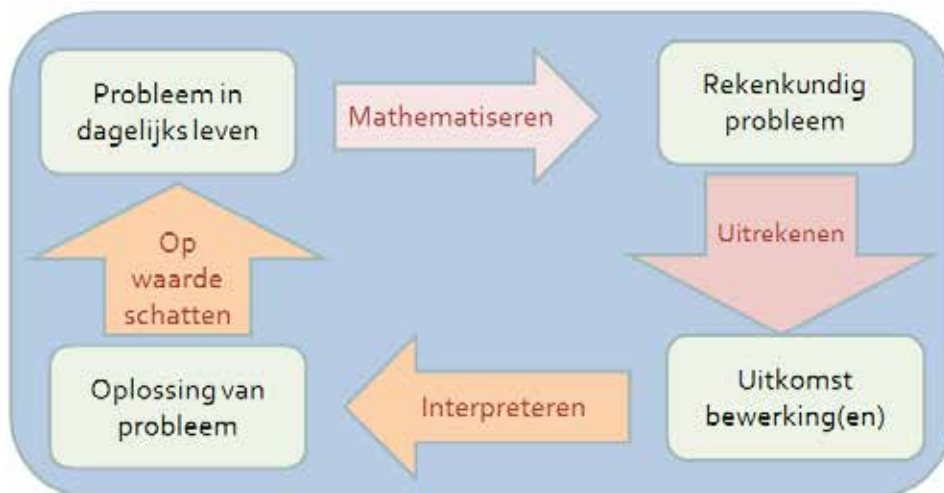 Probleem in
dagelijks leven
Mathematiseren
Rekenkundig
probleem
Uitrekenen
Uitkomst
bewerking(en)
Interpreteren
Oplossing van
probleem
Op
waarde
schatten